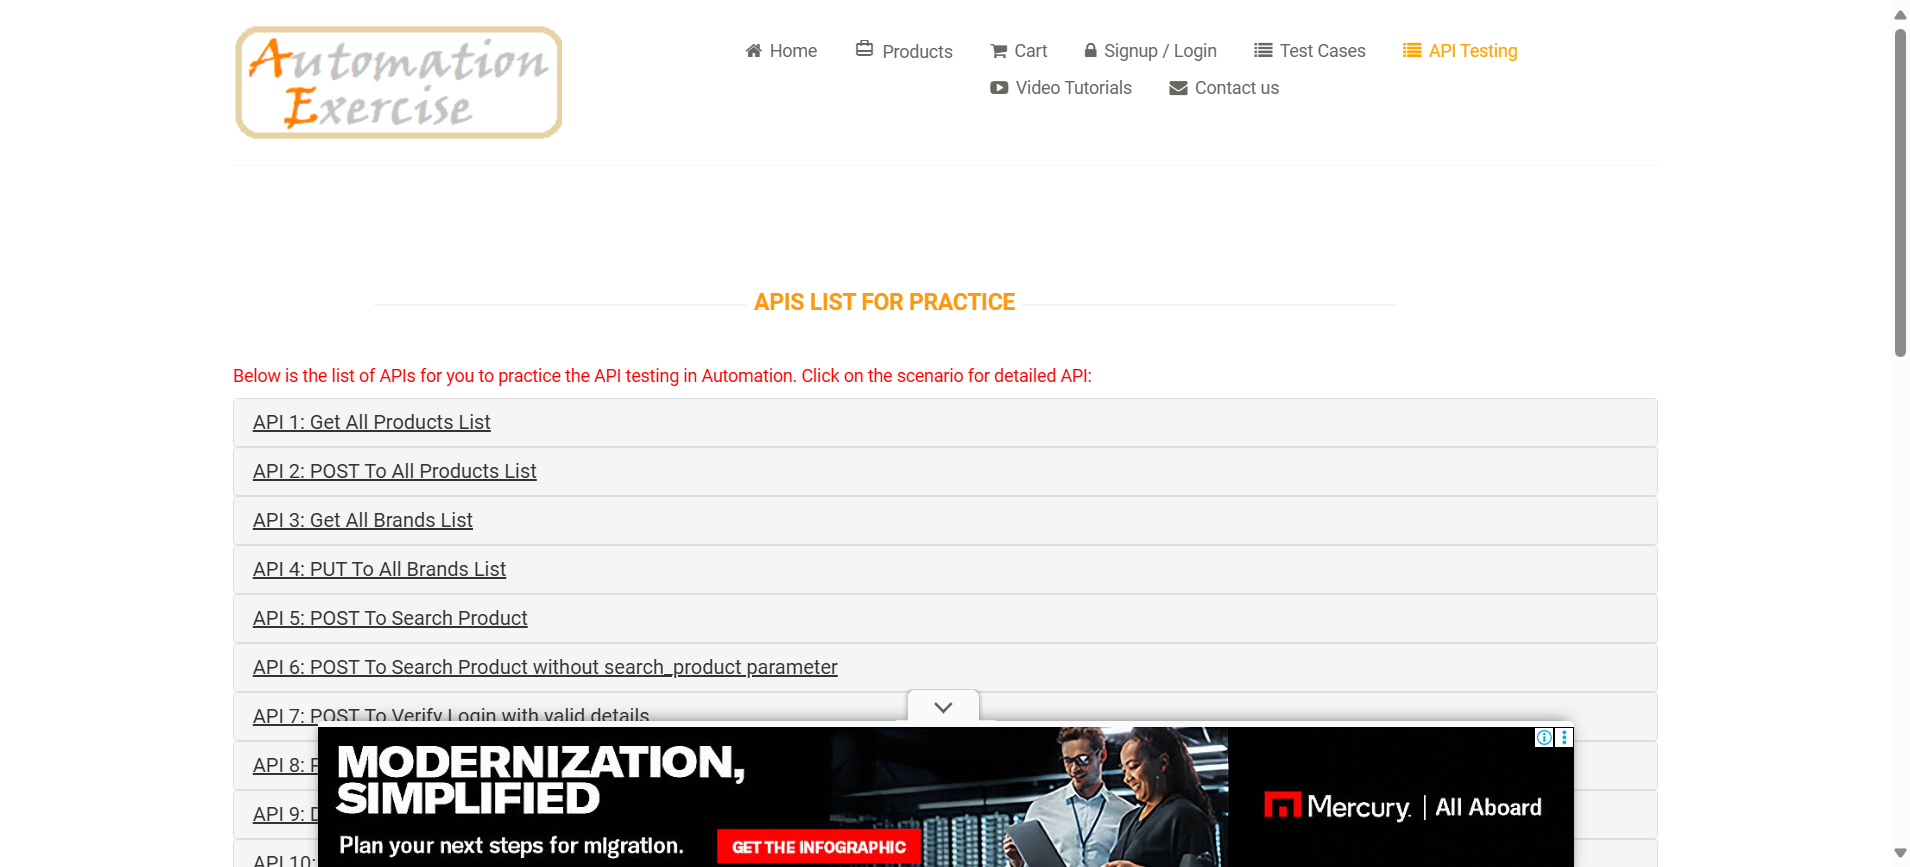 Automation
Exercise
Home
Products
Cart
Signup / Login
Test Cases
API Testing
Video Tutorials
Contact us
APIS LIST FOR PRACTICE
Below is the list of APIs for you to practice the API testing in Automation. Click on the scenario for detailed API:
API 1: Get All Products List
API 2: POST To All Products List
API 3: Get All Brands List
API 4: PUT To All Brands List
API 5: POST To Search Product
API 6: POST To Search Product without search_product parameter
API 7: POST To Verify Login with valid details
API 8:
API 9:
API 10:
MODERNIZATION,
SIMPLIFIED
Plan your next steps for migration.
GET THE INFOGRAPHIC
Mercury. | All Aboard